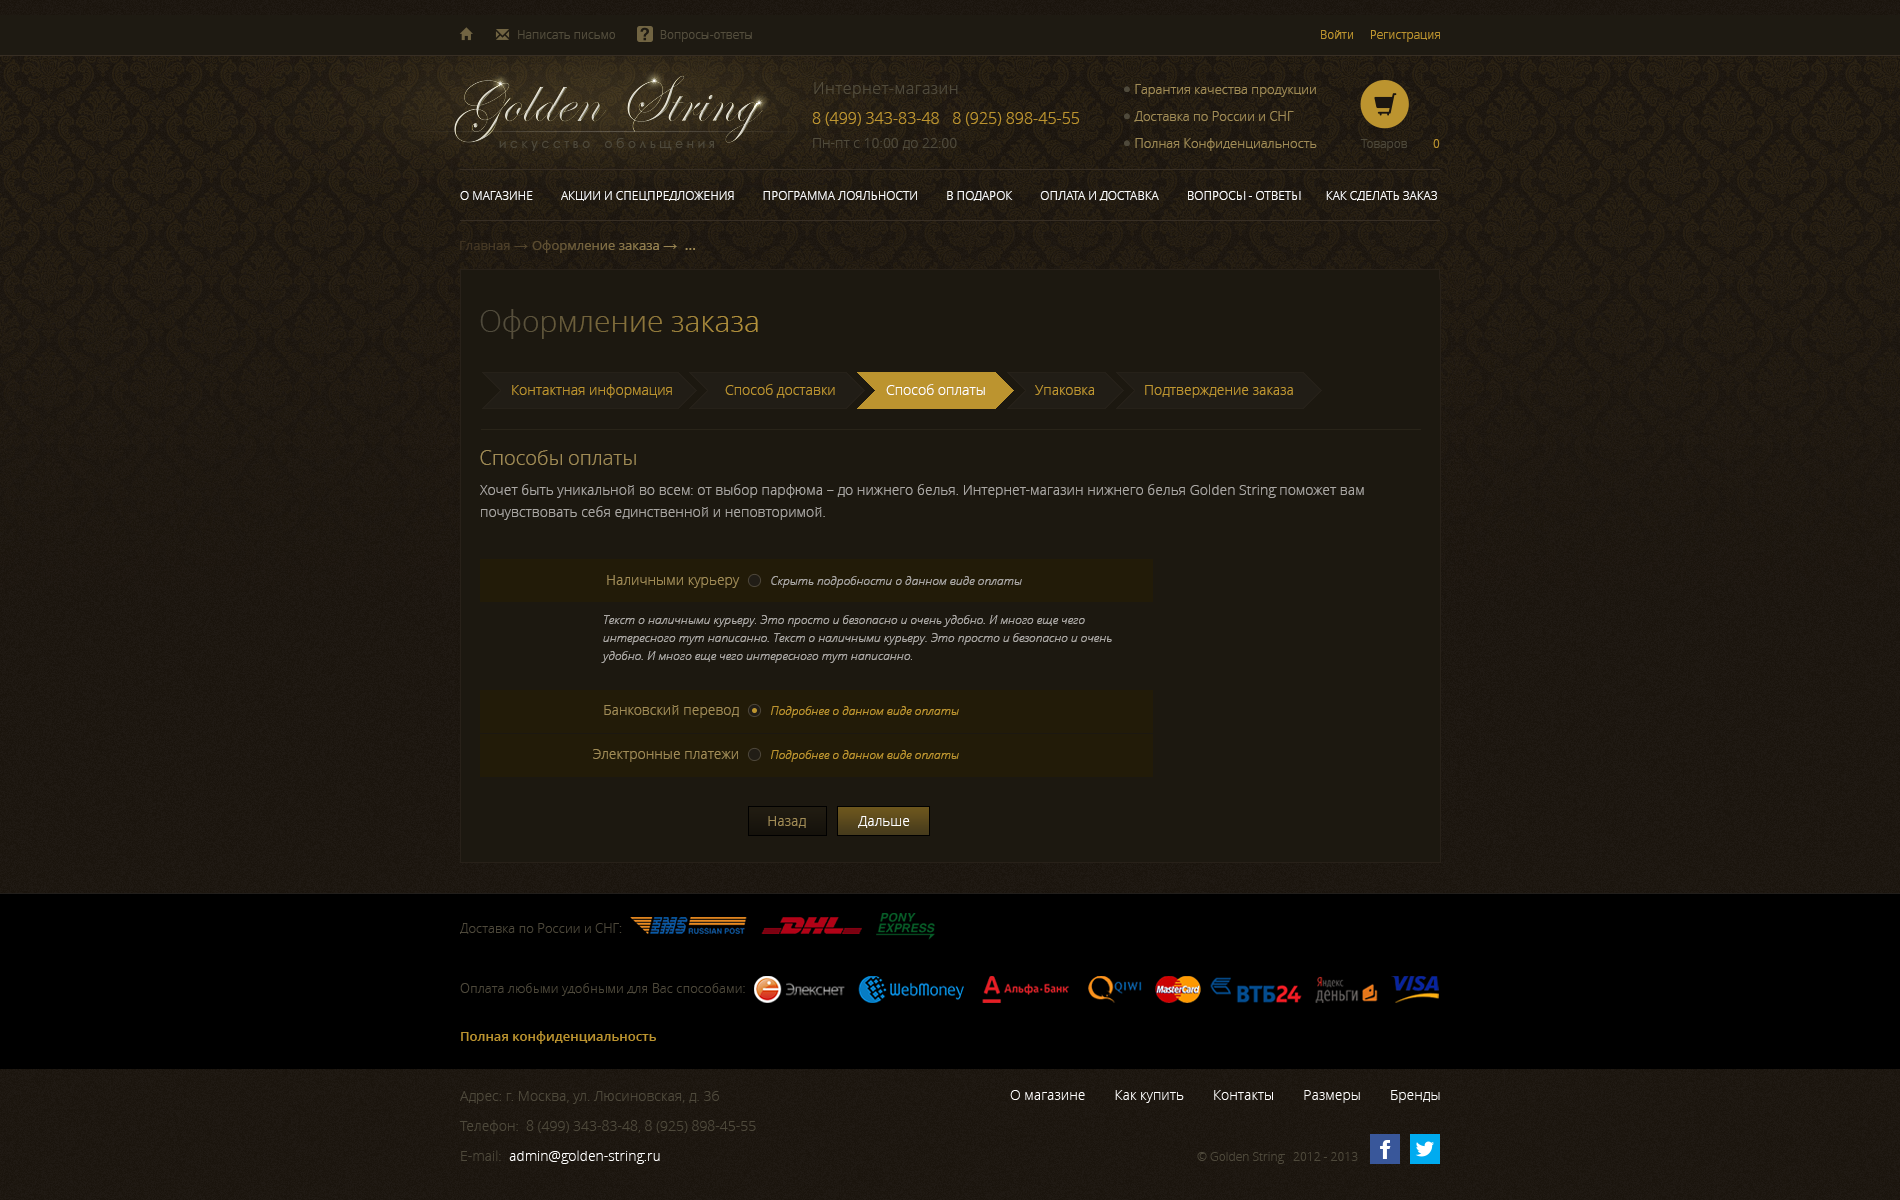 Написать письмо
Вопросы-ответы
Войти
Регистрация
Golden String
искусство обольщения
Интернет-магазин
8 (499) 343-83-48 8 (925) 898-45-55
Пн-пт с 10:00 до 22:00
Гарантия качества продукции
Доставка по России и СНГ
Полная Конфиденциальность
Товаров 0
О МАГАЗИНЕ
АКЦИИ И СПЕЦПРЕДЛОЖЕНИЯ
ПРОГРАММА ЛОЯЛЬНОСТИ
В ПОДАРОК
ОПЛАТА И ДОСТАВКА
ВОПРОСЫ - ОТВЕТЫ
КАК СДЕЛАТЬ ЗАКАЗ
Главная → Оформление заказа → ...
Оформление заказа
Контактная информация
Способ доставки
Способ оплаты
Упаковка
Подтверждение заказа
Способы оплаты
Хочет быть уникальной во всем: от выбор парфюма – до нижнего белья. Интернет-магазин нижнего белья Golden String поможет вам
почувствовать себя единственной и неповторимой.
Наличными курьеру
Скрыть подробности о данном виде оплаты
Текст о наличными курьеру. Это просто и безопасно и очень удобно. И много еще чего
интересного тут написанно. Текст о наличными курьеру. Это просто и безопасно и очень
удобно. И много еще чего интересного тут написанно.
Банковский перевод
Подробнее о данном виде оплаты
Электронные платежи
Подробнее о данном виде оплаты
Назад
Дальше
Доставка по России и СНГ:
EMS RUSSIAN POST
DHL
PONY EXPRESS
Оплата любыми удобными для Вас способами:
Элекснет
WebMoney
Альфа·Банк
QIWI
MasterCard
ВТБ24
Яндекс деньги
VISA
Полная конфиденциальность
Адрес: г. Москва, ул. Люсиновская, д. 36
Телефон: 8 (499) 343-83-48, 8 (925) 898-45-55
E-mail: admin@golden-string.ru
О магазине
Как купить
Контакты
Размеры
Бренды
© Golden String 2012 - 2013